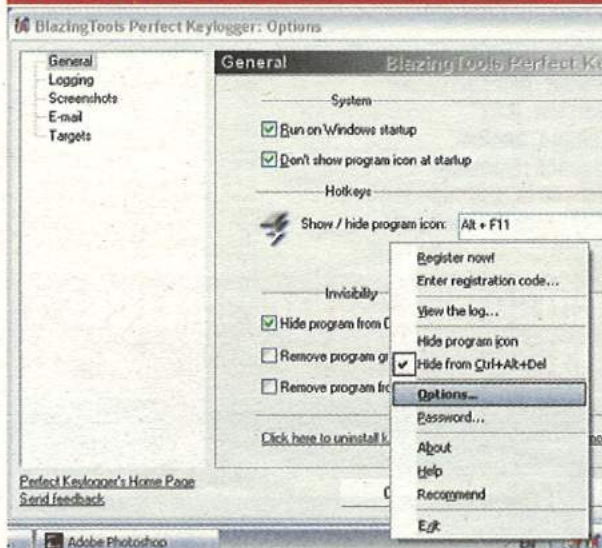 BlazingTools Perfect Keylogger: Options
General
Logging
Screenshots
E-mail
Targets
General
BlazingTools Perfect
System
Run on Windows startup
Don't show program icon at startup
Hotkeys
Show / hide program icon:
Alt + F11
Invisibility
Hide program from
Remove program
Remove program
Click here to uninstall
Perfect Keylogger's Home Page
Send feedback
Register now!
Enter registration code...
View the log...
Hide program icon
Hide from Ctrl+Alt+Del
Options...
Password...
About
Help
Recommend
Exit
Adobe Photoshop
EN